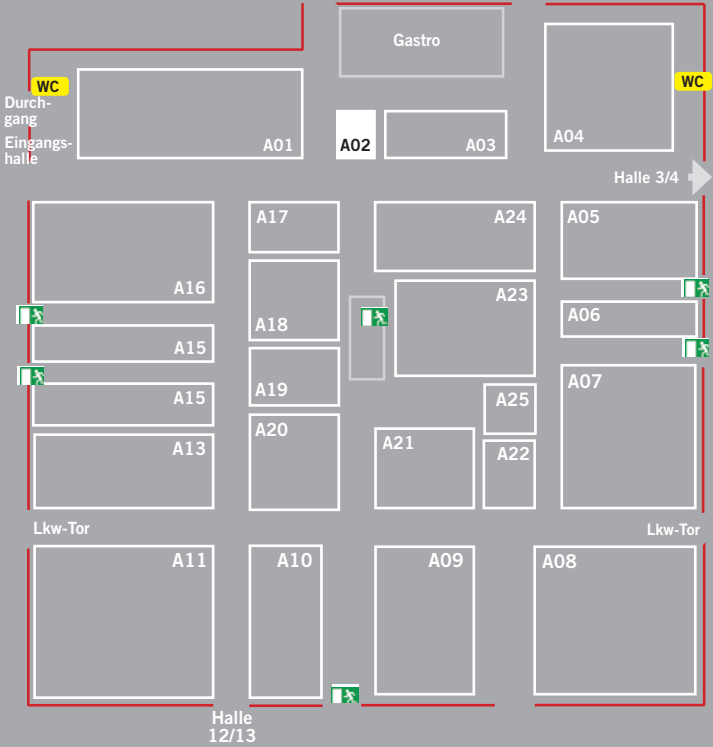 Gastro
WC
WC
Durch-
gang
Eingangs-
halle
A01
A02
A03
A04
Halle 3/4
A17
A24
A05
A16
A23
A06
A18
A15
A07
A19
A25
A15
A20
A21
A13
A22
Lkw-Tor
Lkw-Tor
A11
A10
A09
A08
Halle
12/13